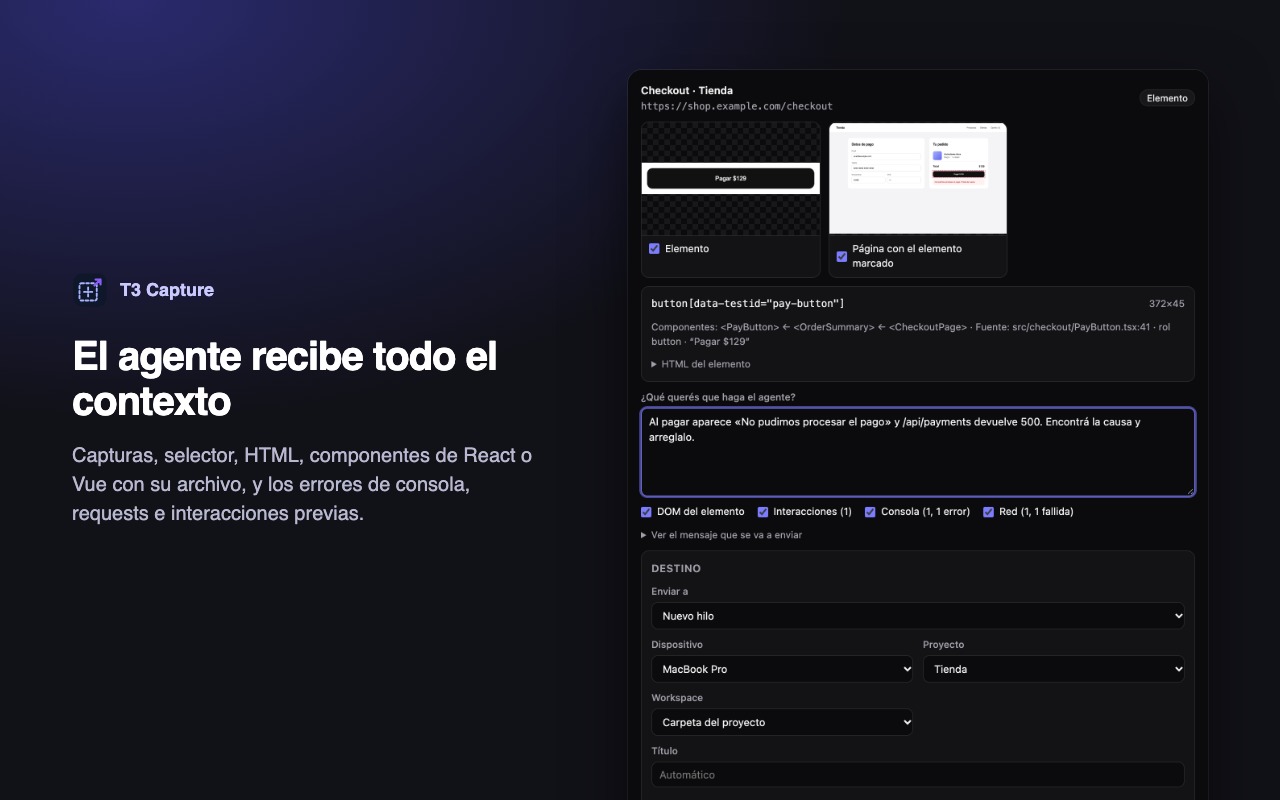 T3 Capture
El agente recibe todo el
contexto
Capturas, selector, HTML, componentes de React o
Vue con su archivo, y los errores de consola,
requests e interacciones previas.
Checkout · Tienda
https://shop.example.com/checkout
Elemento
Pagar $129
Elemento
Tienda
Datos de pago
Tu pedido
Página con el elemento
marcado
button[data-testid="pay-button"]
372×45
Componentes: <PayButton> ← <OrderSummary> ← <CheckoutPage> · Fuente: src/checkout/PayButton.tsx:41 · rol
button · “Pagar $129”
HTML del elemento
¿Qué querés que haga el agente?
Al pagar aparece «No pudimos procesar el pago» y /api/payments devuelve 500. Encontrá la causa y
arreglalo.
DOM del elemento
Interacciones (1)
Consola (1, 1 error)
Red (1, 1 fallida)
Ver el mensaje que se va a enviar
DESTINO
Enviar a
Nuevo hilo
Dispositivo
Proyecto
MacBook Pro
Tienda
Workspace
Carpeta del proyecto
Título
Automático